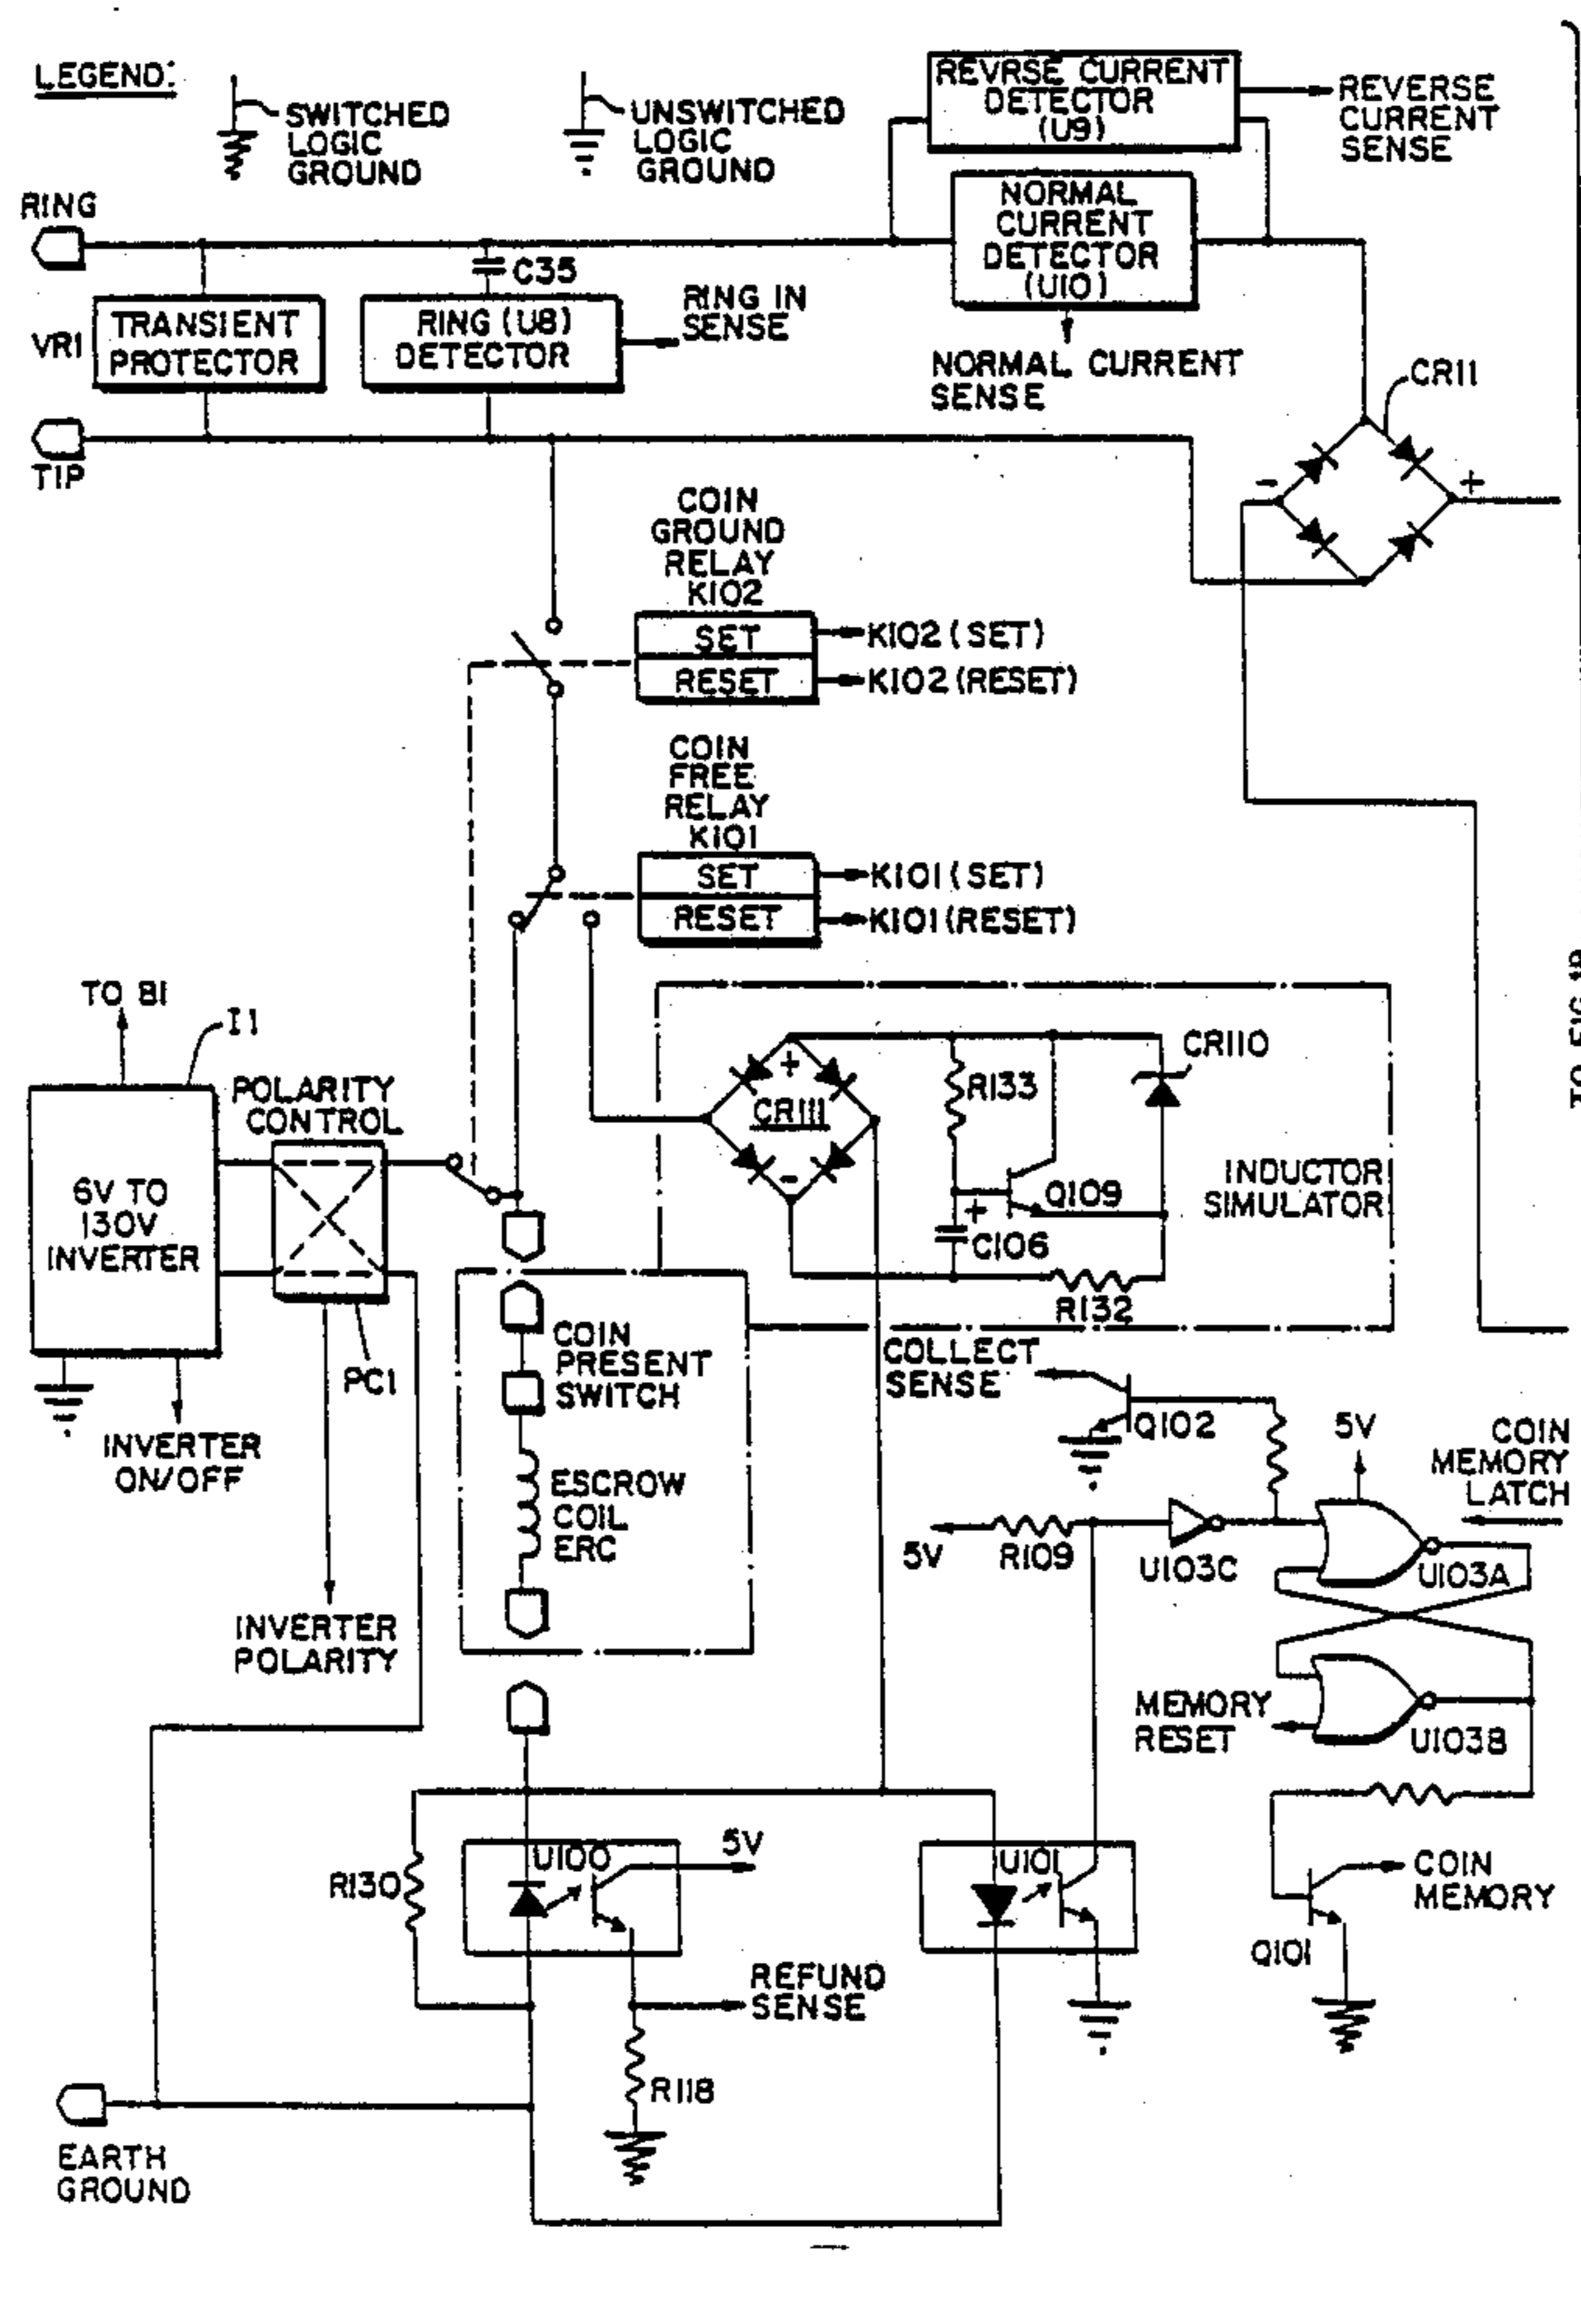 LEGEND:
SWITCHED
LOGIC
GROUND
UNSWITCHED
LOGIC
GROUND
REVRSE CURRENT
DETECTOR
(U9)
REVERSE
CURRENT
SENSE
RING
NORMAL
CURRENT
DETECTOR
(U10)
C35
VR1
TRANSIENT
PROTECTOR
RING (U8)
DETECTOR
RING IN
SENSE
NORMAL CURRENT
SENSE
CR11
TIP
-
+
COIN
GROUND
RELAY
K102
SET
RESET
K102 (SET)
K102 (RESET)
COIN
FREE
RELAY
K101
SET
RESET
K101 (SET)
K101 (RESET)
TO B1
I1
POLARITY
CONTROL
6V TO
130V
INVERTER
PC1
INVERTER
ON/OFF
INVERTER
POLARITY
+
CR111
-
R133
CR110
Q109
+
C106
R132
INDUCTOR
SIMULATOR
COIN
PRESENT
SWITCH
ESCROW
COIL
ERC
COLLECT
SENSE
Q102
5V
COIN
MEMORY
LATCH
5V
R109
U103C
U103A
MEMORY
RESET
U103B
R130
U100
5V
U101
COIN
MEMORY
Q101
REFUND
SENSE
R118
EARTH
GROUND